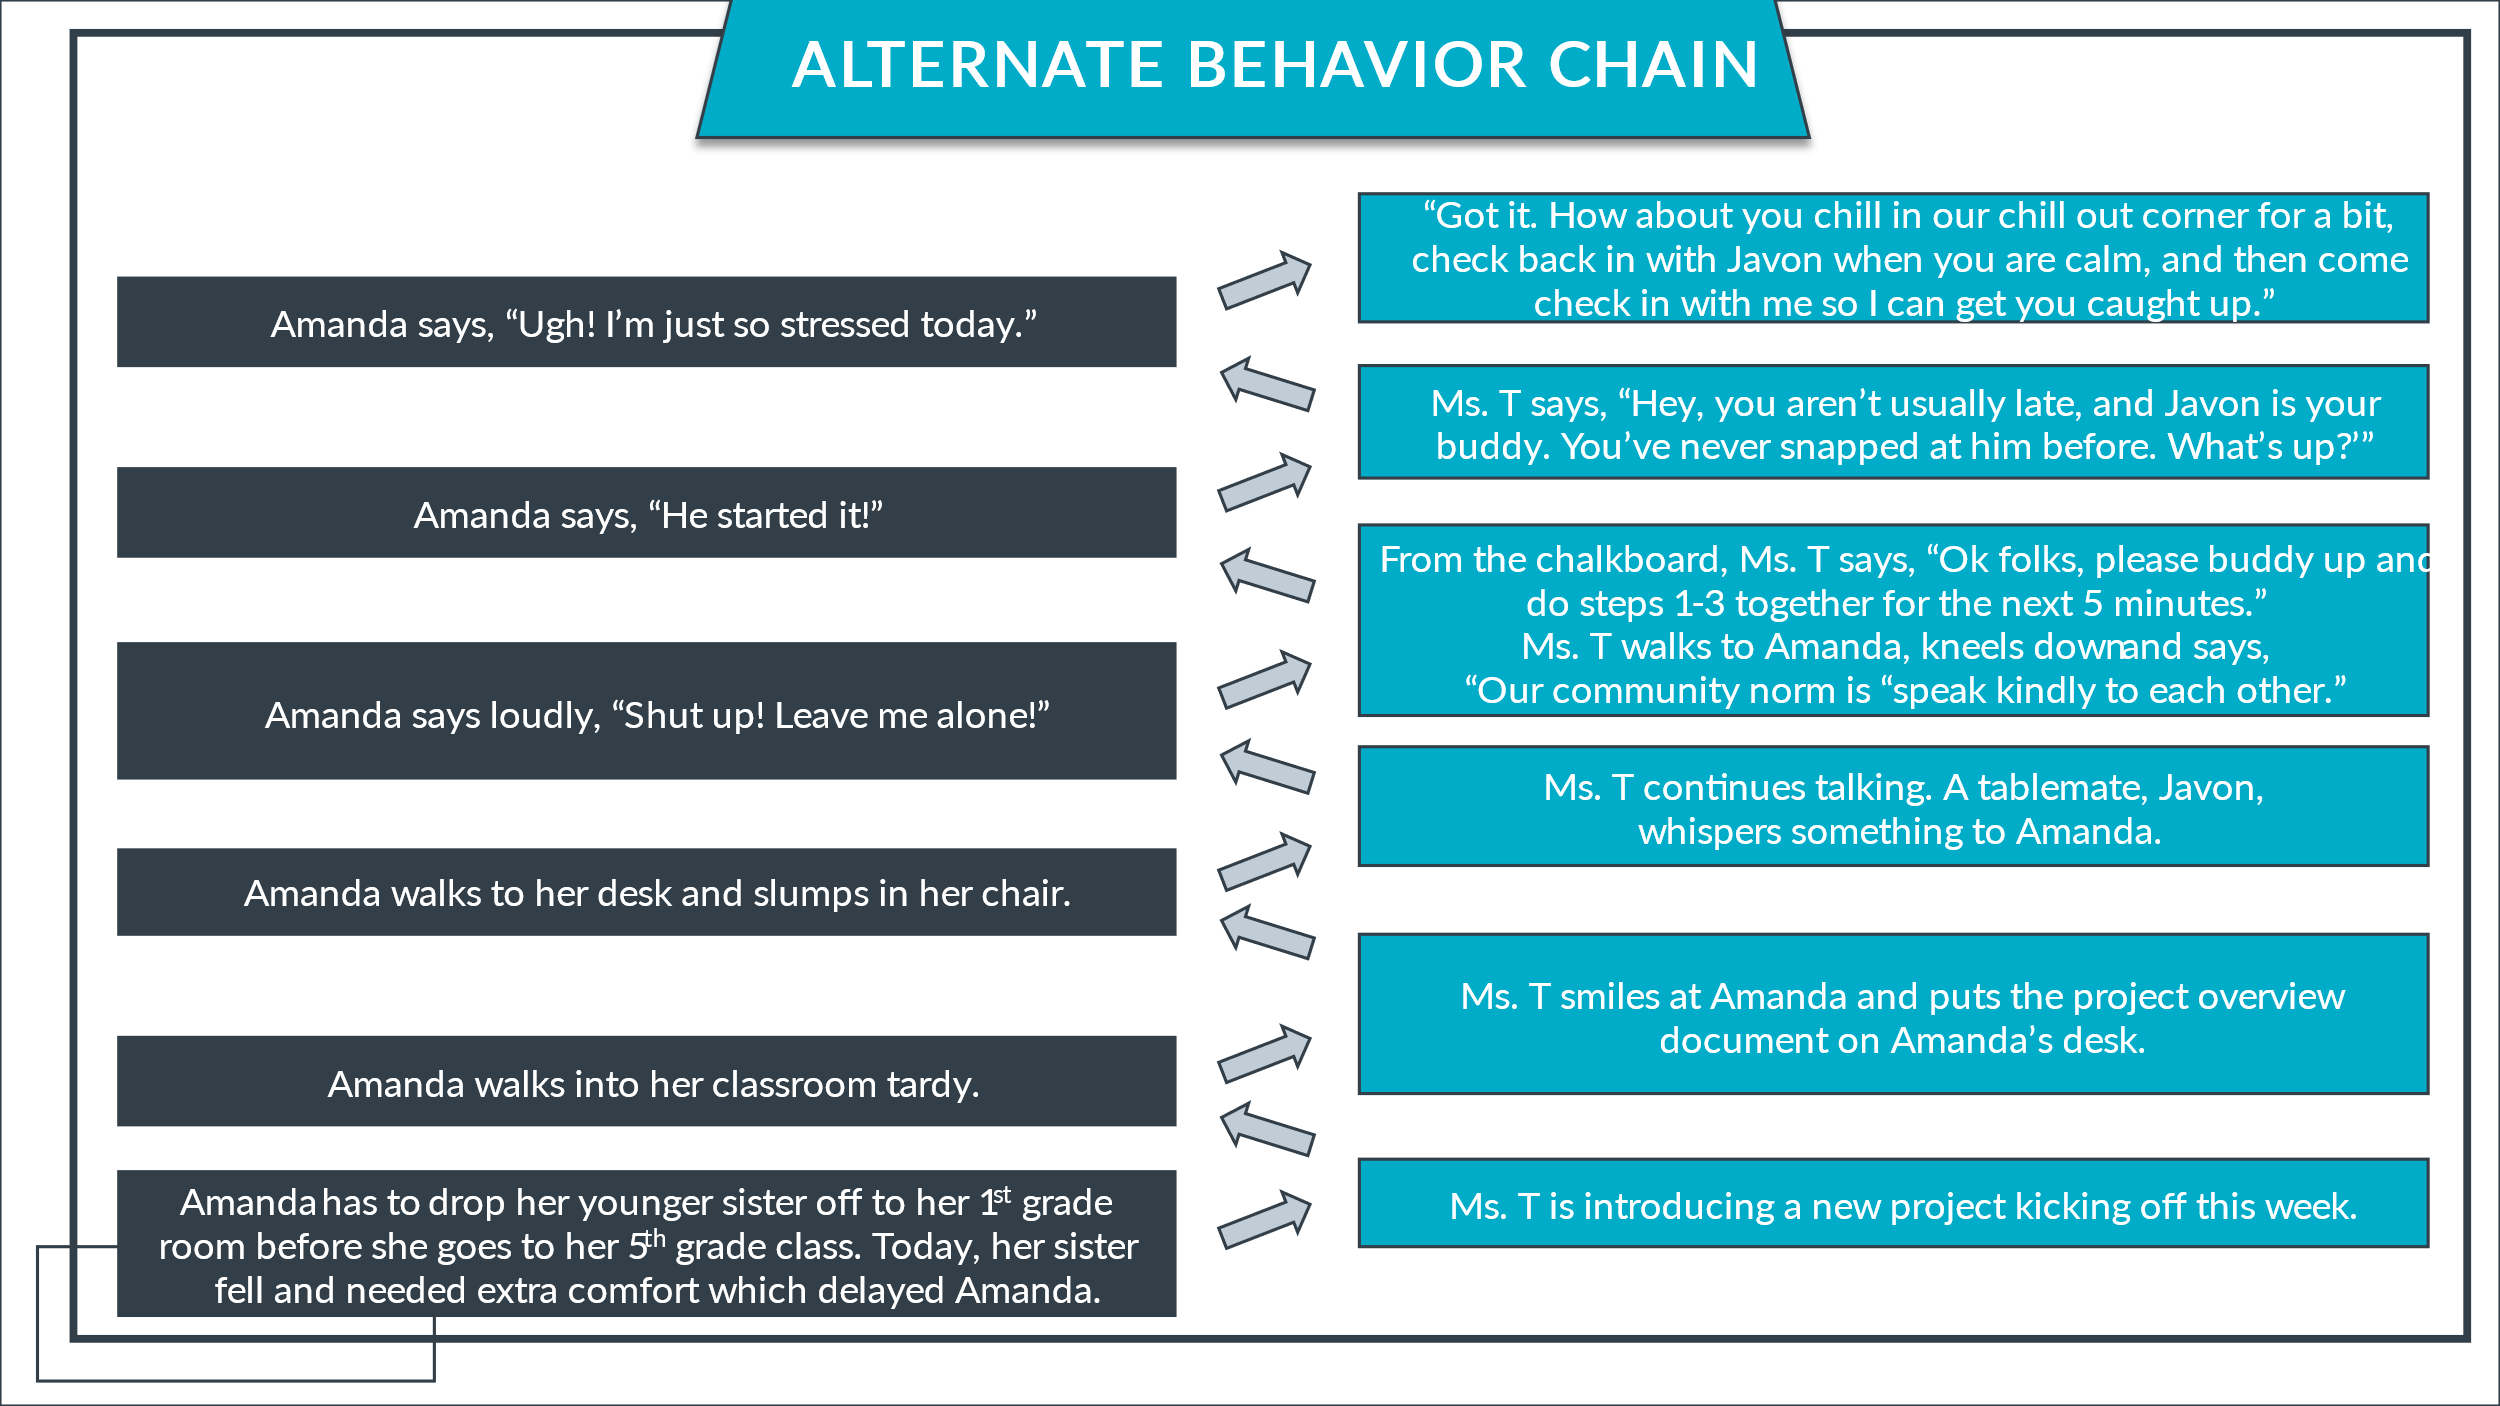 ALTERNATE BEHAVIOR CHAIN
“Got it. How about you chill in our chill out corner for a bit,
check back in with Javon when you are calm, and then come
check in with me so I can get you caught up.”
Amanda says, “Ugh! I’m just so stressed today.”
Ms. T says, “Hey, you aren’t usually late, and Javon is your
buddy. You’ve never snapped at him before. What’s up?’”
Amanda says, “He started it!”
From the chalkboard, Ms. T says, “Ok folks, please buddy up and
do steps 1-3 together for the next 5 minutes.”
Ms. T walks to Amanda, kneels down and says,
“Our community norm is “speak kindly to each other.”
Amanda says loudly, “Shut up! Leave me alone!”
Ms. T continues talking. A tablemate, Javon,
whispers something to Amanda.
Amanda walks to her desk and slumps in her chair.
Ms. T smiles at Amanda and puts the project overview
document on Amanda’s desk.
Amanda walks into her classroom tardy.
Ms. T is introducing a new project kicking off this week.
Amanda has to drop her younger sister off to her 1st grade
room before she goes to her 5th grade class. Today, her sister
fell and needed extra comfort which delayed Amanda.